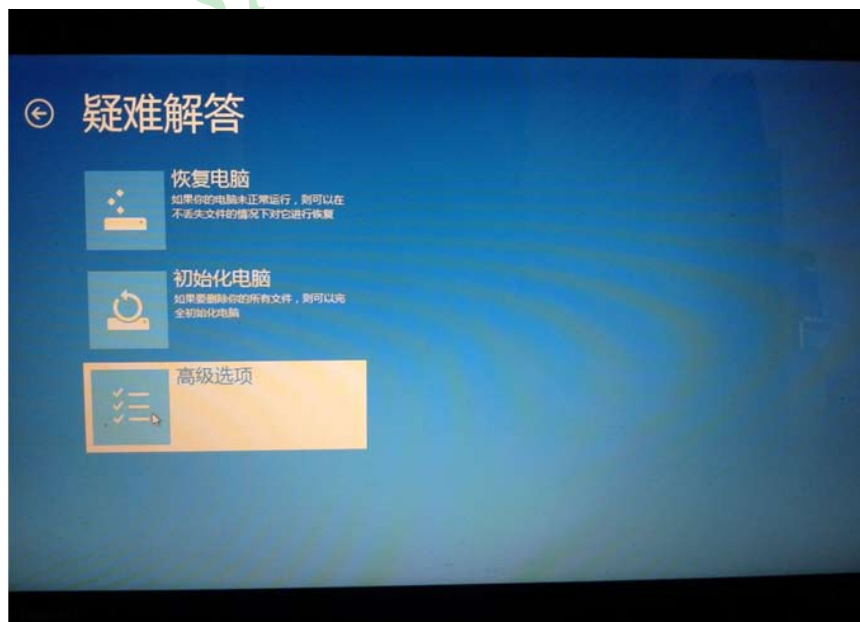 疑难解答
恢复电脑
如果你的电脑未正常运行，则可以在
不丢失文件的情况下对它进行恢复
初始化电脑
如果要删除你的所有文件，则可以完
全初始化电脑
高级选项